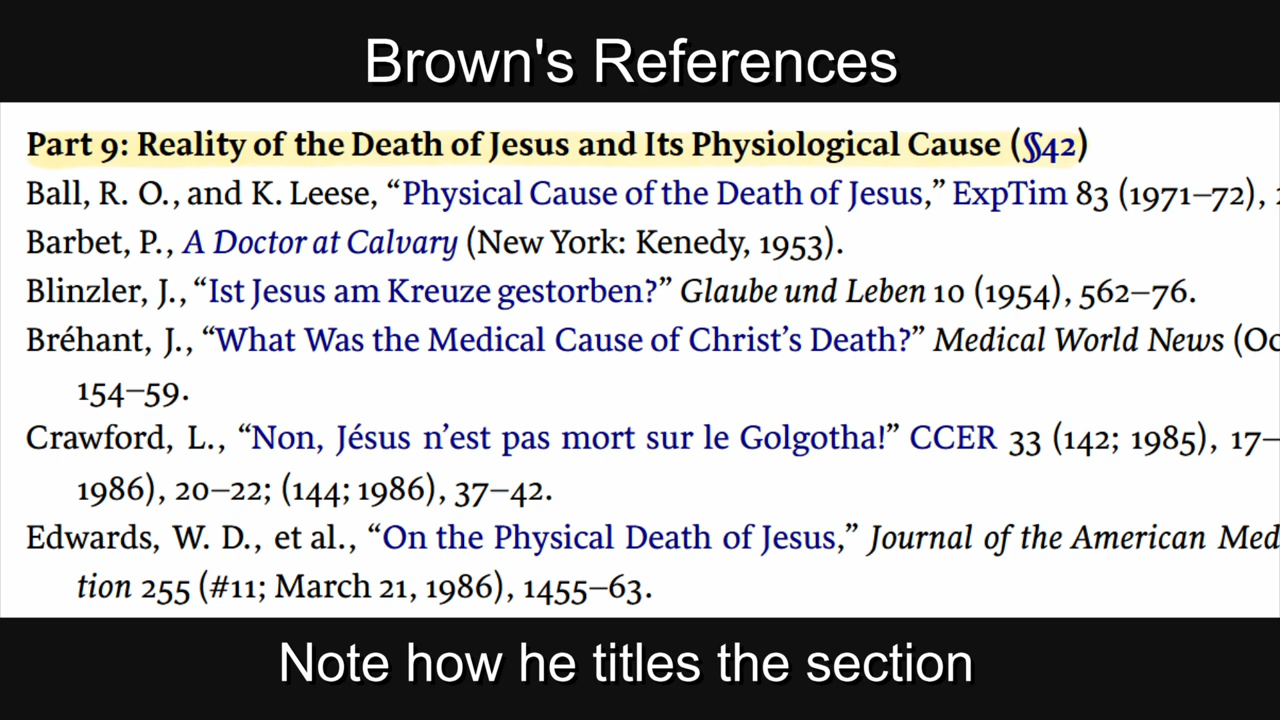 Brown's References
Part 9: Reality of the Death of Jesus and Its Physiological Cause (§42)
Ball, R. O., and K. Leese, “Physical Cause of the Death of Jesus,” ExpTim 83 (1971–72),
Barbet, P., A Doctor at Calvary (New York: Kenedy, 1953).
Blinzler, J., “Ist Jesus am Kreuze gestorben?” Glaube und Leben 10 (1954), 562–76.
Bréhant, J., “What Was the Medical Cause of Christ’s Death?” Medical World News (Oc
154–59.
Crawford, L., “Non, Jésus n’est pas mort sur le Golgotha!” CCER 33 (142; 1985), 17–
1986), 20–22; (144; 1986), 37–42.
Edwards, W. D., et al., “On the Physical Death of Jesus,” Journal of the American Med
tion 255 (#11; March 21, 1986), 1455–63.
Note how he titles the section